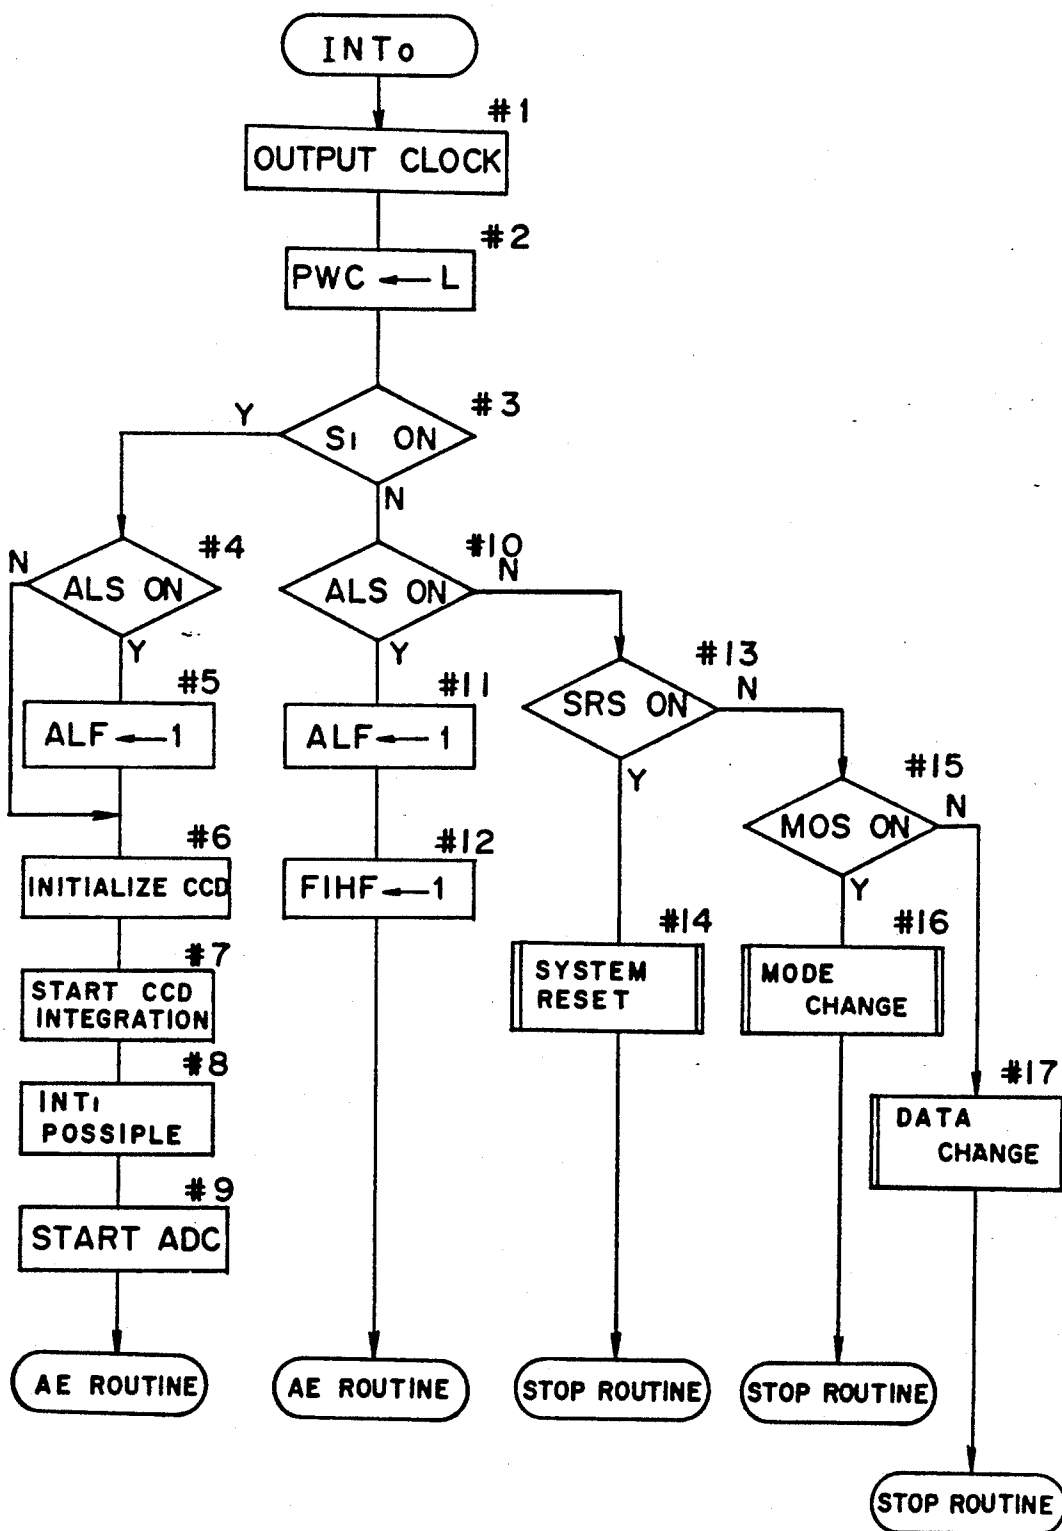 INT0
#1
OUTPUT CLOCK
#2
PWC ← L
#3
Y
S1 ON
N
#4
N
ALS ON
Y
#10
N
ALS ON
Y
#5
ALF ← 1
#11
ALF ← 1
#13
N
SRS ON
Y
#15
N
MOS ON
Y
#6
INITIALIZE CCD
#12
FIHF ← 1
#7
START CCD
INTEGRATION
#14
SYSTEM
RESET
#16
MODE
CHANGE
#8
INT1
POSSIPLE
#17
DATA
CHANGE
#9
START ADC
AE ROUTINE
AE ROUTINE
STOP ROUTINE
STOP ROUTINE
STOP ROUTINE